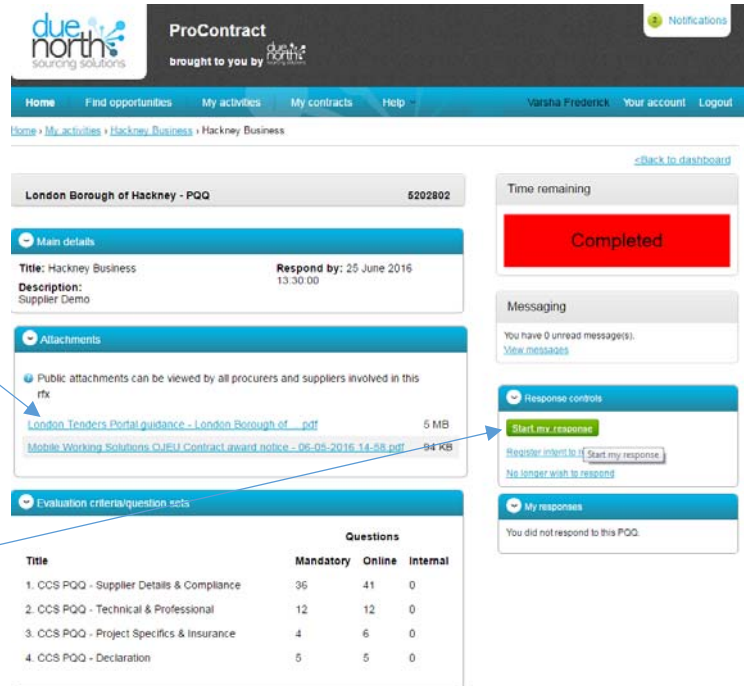 due north
sourcing solutions
ProContract
brought to you by due north
2 Notifications
Home Find opportunities My activities My contracts Help
Varsha Frederick Your account Logout
Home › My activities › Hackney Business › Hackney Business
<Back to dashboard
London Borough of Hackney - PQQ 5202802
Main details
Title: Hackney Business
Respond by: 25 June 2016
13:30:00
Description:
Supplier Demo
Attachments
Public attachments can be viewed by all procurers and suppliers involved in this
rfx
London Tenders Portal guidance - London Borough of ....pdf 5 MB
Mobile Working Solutions OJEU Contract award notice - 06-05-2016 14-58.pdf 94 KB
Evaluation criteria/question sets
Questions
Title Mandatory Online Internal
1. CCS PQQ - Supplier Details & Compliance 36 41 0
2. CCS PQQ - Technical & Professional 12 12 0
3. CCS PQQ - Project Specifics & Insurance 4 6 0
4. CCS PQQ - Declaration 5 5 0
Time remaining
Completed
Messaging
You have 0 unread message(s).
View messages
Response controls
Start my response
Register intent to
Start my response
No longer wish to respond
My responses
You did not respond to this PQQ.